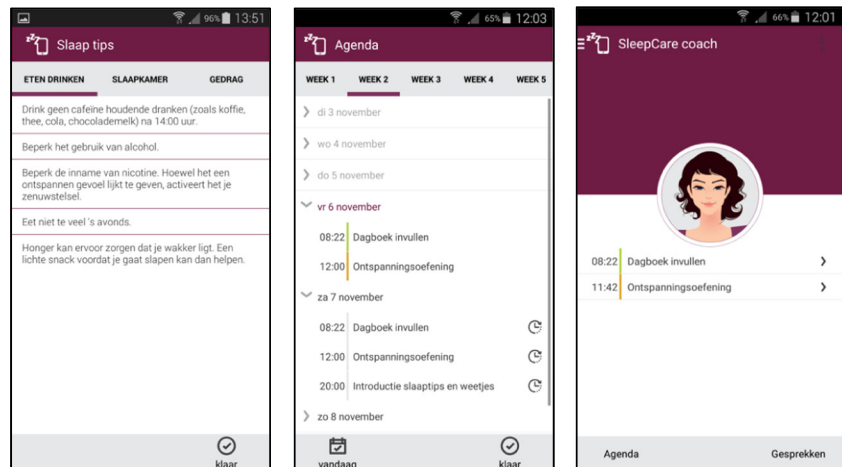 96% 13:51
Slaap tips
ETEN DRINKEN SLAAPKAMER GEDRAG
Drink geen cafeïne houdende dranken (zoals koffie,
thee, cola, chocolademelk) na 14:00 uur.
Beperk het gebruik van alcohol.
Beperk de inname van nicotine. Hoewel het een
ontspannen gevoel lijkt te geven, activeert het je
zenuwstelsel.
Eet niet te veel 's avonds.
Honger kan ervoor zorgen dat je wakker ligt. Een
lichte snack voordat je gaat slapen kan dan helpen.
klaar
65% 12:03
Agenda
WEEK 1 WEEK 2 WEEK 3 WEEK 4 WEEK 5
di 3 november
wo 4 november
do 5 november
vr 6 november
08:22 Dagboek invullen
12:00 Ontspanningsoefening
za 7 november
08:22 Dagboek invullen
12:00 Ontspanningsoefening
20:00 Introductie slaaptips en weetjes
zo 8 november
vandaag klaar
66% 12:01
SleepCare coach
08:22 Dagboek invullen
11:42 Ontspanningsoefening
Agenda Gesprekken